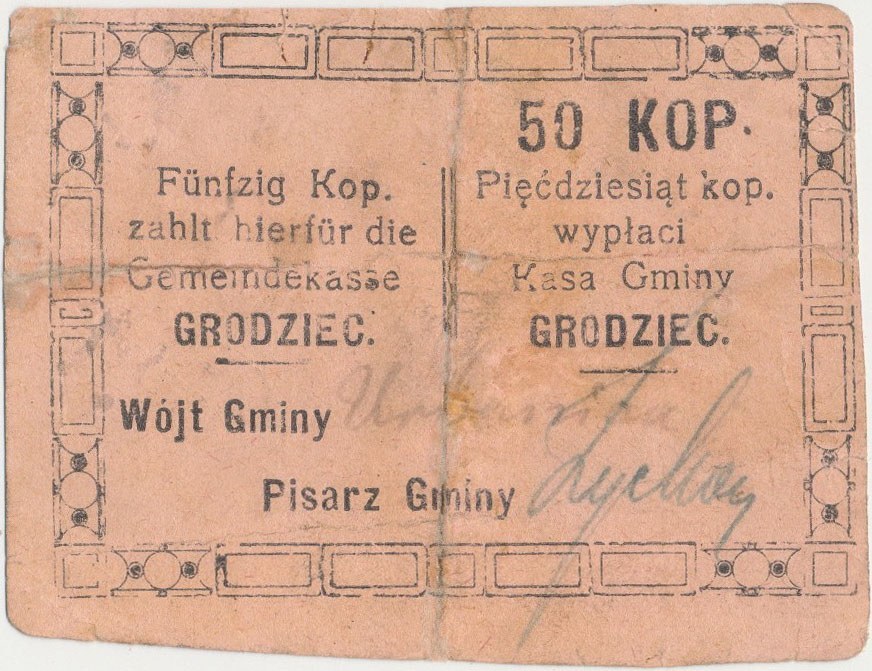 50 KOP.
Fünfzig Kop.
zahlt hierfür die
Gemeindekasse
GRODZIEC.
Pięćdziesiąt kop.
wypłaci
Kasa Gminy
GRODZIEC.
Wójt Gminy
Pisarz Gminy